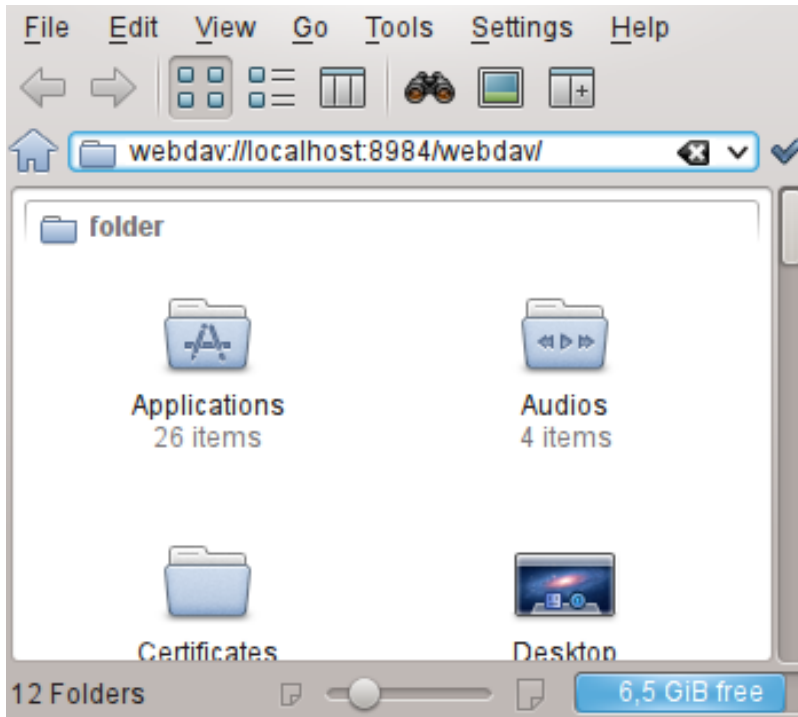 File Edit View Go Tools Settings Help
webdav://localhost:8984/webdav/
folder
Applications
26 items
Audios
4 items
Certificates
Desktop
12 Folders
6,5 GiB free